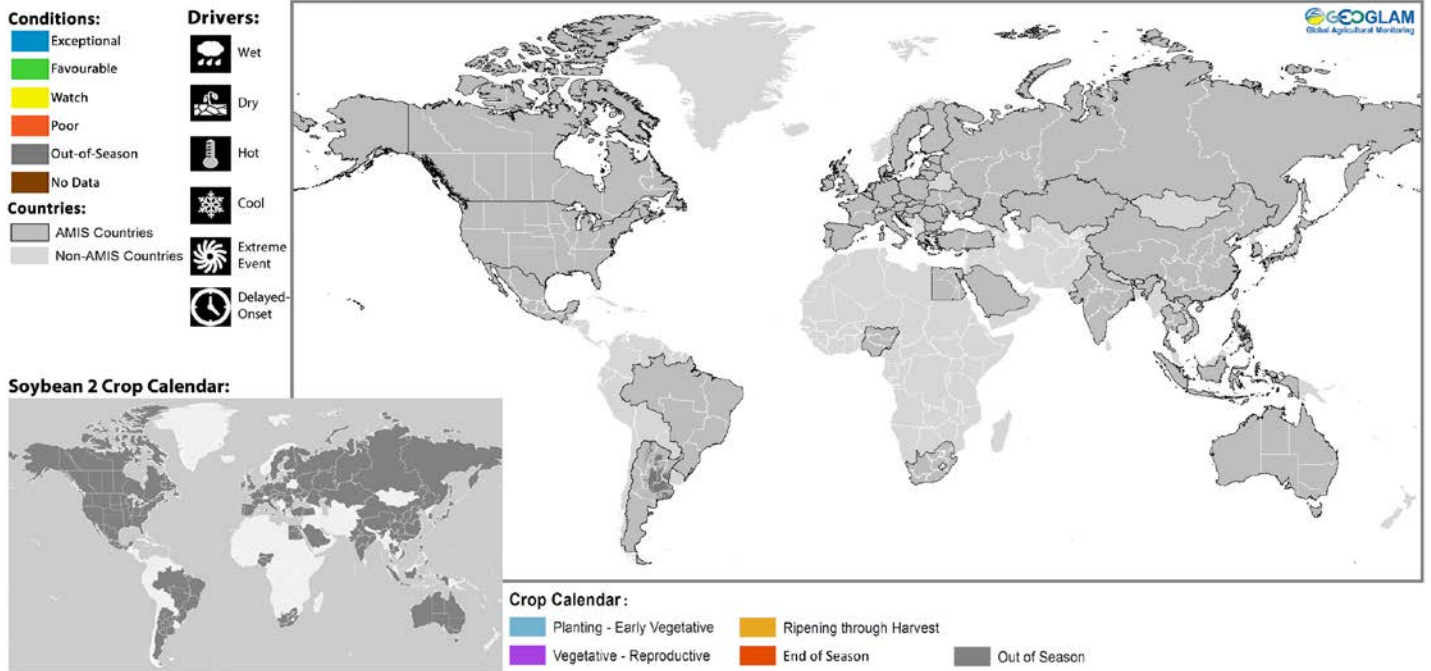 Conditions:
Exceptional
Favourable
Watch
Poor
Out-of-Season
No Data
Countries:
AMIS Countries
Non-AMIS Countries
Drivers:
Wet
Dry
Hot
Cool
Extreme
Event
Delayed-
Onset
GEOGLAM
Global Agricultural Monitoring
Soybean 2 Crop Calendar:
Crop Calendar :
Planting - Early Vegetative
Vegetative - Reproductive
Ripening through Harvest
End of Season
Out of Season